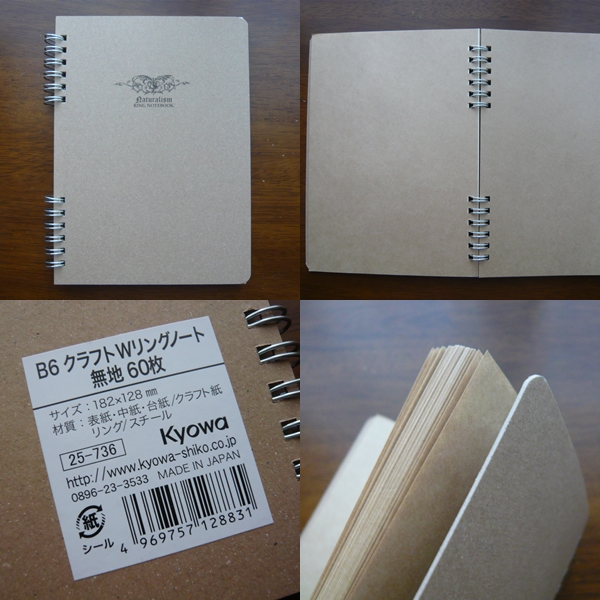 Naturalism
RING NOTEBOOK
B6 クラフトWリングノート
無地 60枚
サイズ：182×128 mm
材質：表紙・中紙・台紙/クラフト紙
リング/スチール
Kyowa
25-736
http://www.kyowa-shiko.co.jp
0896-23-3533 MADE IN JAPAN
紙
シール
4 969757 128831